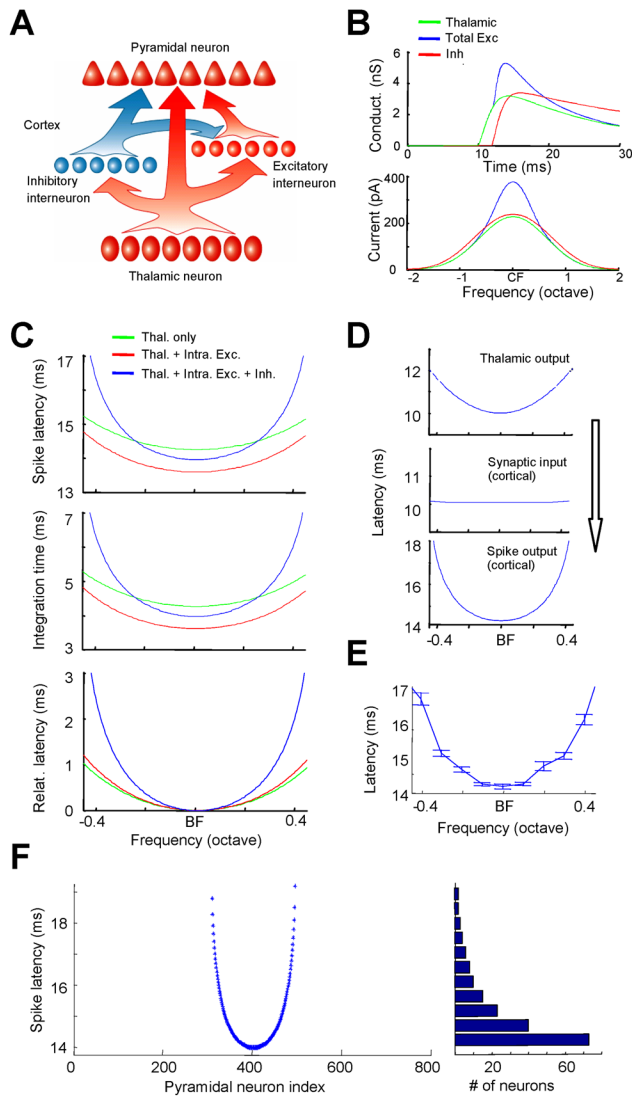 A
Pyramidal neuron
Cortex
Inhibitory
interneuron
Excitatory
interneuron
Thalamic neuron
B
Thalamic
Total Exc
Inh
Conduct. (nS)
6
4
2
0
0
10
20
30
Time (ms)
Current (pA)
400
200
0
-2
-1
CF
1
2
Frequency (octave)
C
Thal. only
Thal. + Intra. Exc.
Thal. + Intra. Exc. + Inh.
Spike latency (ms)
17
15
13
Integration time (ms)
7
5
3
Relat. latency (ms)
3
2
1
0
-0.4
BF
0.4
Frequency (octave)
D
Latency (ms)
Thalamic output
12
10
Synaptic input
(cortical)
11
10
Spike output
(cortical)
18
16
14
-0.4
BF
0.4
E
Latency (ms)
17
16
15
14
-0.4
BF
0.4
Frequency (octave)
F
Spike latency (ms)
18
16
14
0
200
400
600
800
Pyramidal neuron index
20
60
# of neurons